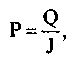 P = Q/J,